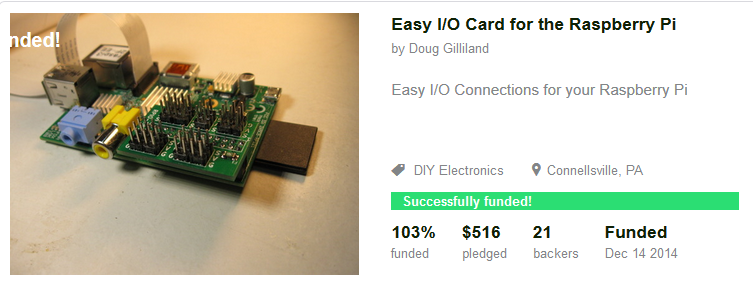 nded!
Easy I/O Card for the Raspberry Pi
by Doug Gilliland
Easy I/O Connections for your Raspberry Pi
DIY Electronics
Connellsville, PA
Successfully funded!
103% $516 21 Funded
funded pledged backers Dec 14 2014